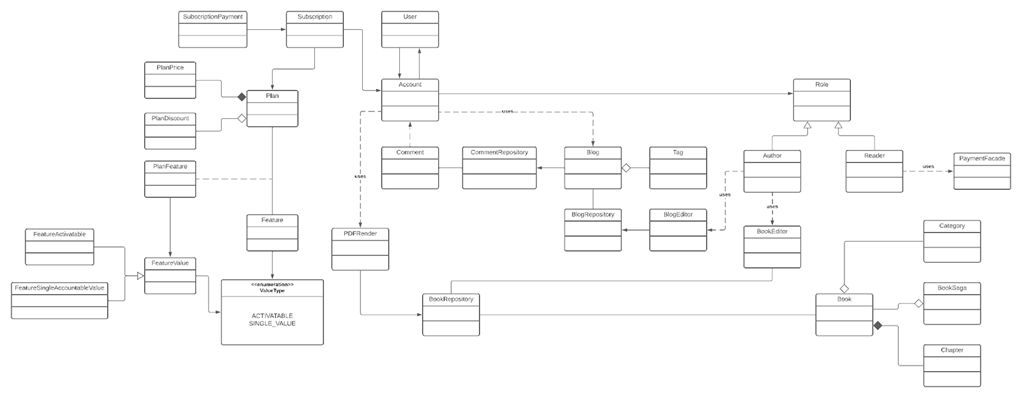 SubscriptionPayment
Subscription
User
PlanPrice
Plan
Account
Role
PlanDiscount
uses
PlanFeature
Comment
CommentRepository
Blog
Tag
Author
Reader
uses
PaymentFacade
uses
uses
uses
Feature
BlogRepository
BlogEditor
FeatureActivatable
PDFRender
BookEditor
Category
FeatureValue
FeatureSingleAccountableValue
<<enumeration>>
ValueType
BookRepository
Book
BookSaga
ACTIVATABLE
SINGLE_VALUE
Chapter